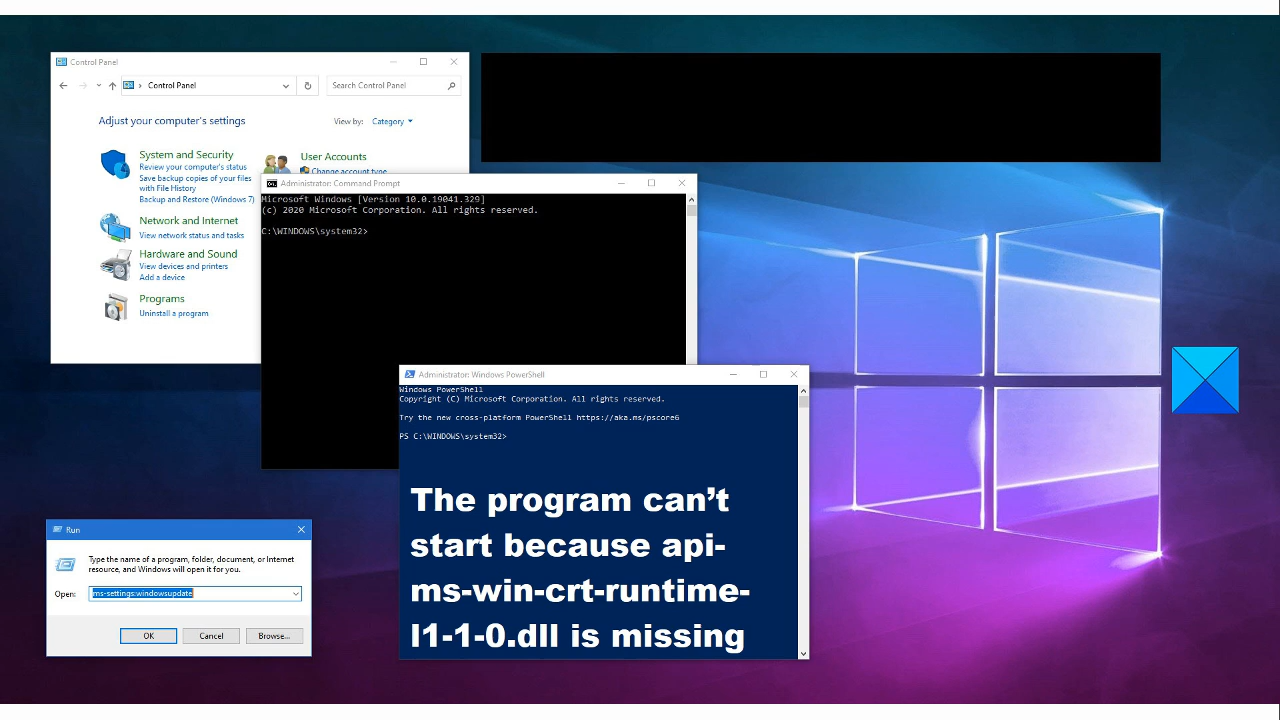 Control Panel
Control Panel
Search Control Panel
Adjust your computer's settings
View by: Category
System and Security
Review your computer's status
Save backup copies of your files
with File History
Backup and Restore (Windows 7)
User Accounts
Change account type
Network and Internet
View network status and tasks
Hardware and Sound
View devices and printers
Add a device
Programs
Uninstall a program
Administrator: Command Prompt
Microsoft Windows [Version 10.0.19041.329]
(c) 2020 Microsoft Corporation. All rights reserved.
C:\WINDOWS\system32>
Administrator: Windows PowerShell
Windows PowerShell
Copyright (C) Microsoft Corporation. All rights reserved.
Try the new cross-platform PowerShell https://aka.ms/pscore6
PS C:\WINDOWS\system32>
The program can’t
start because api-
ms-win-crt-runtime-
l1-1-0.dll is missing
Run
Type the name of a program, folder, document, or Internet
resource, and Windows will open it for you.
Open: ms-settings:windowsupdate
OK Cancel Browse...